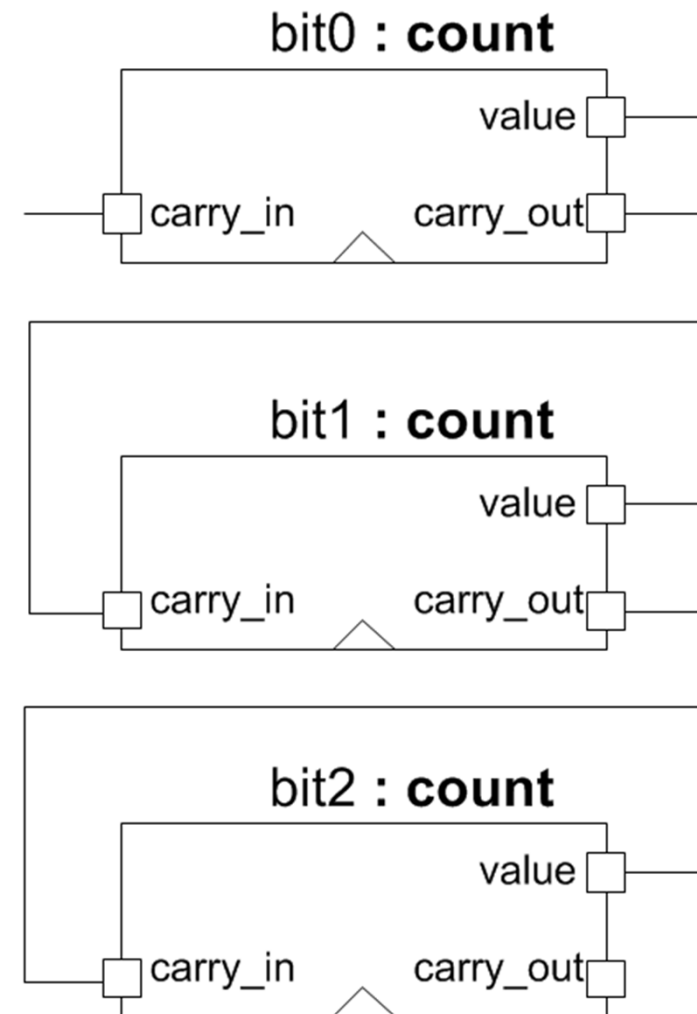 bit0 : count
value
carry_in carry_out
bit1 : count
value
carry_in carry_out
bit2 : count
value
carry_in carry_out